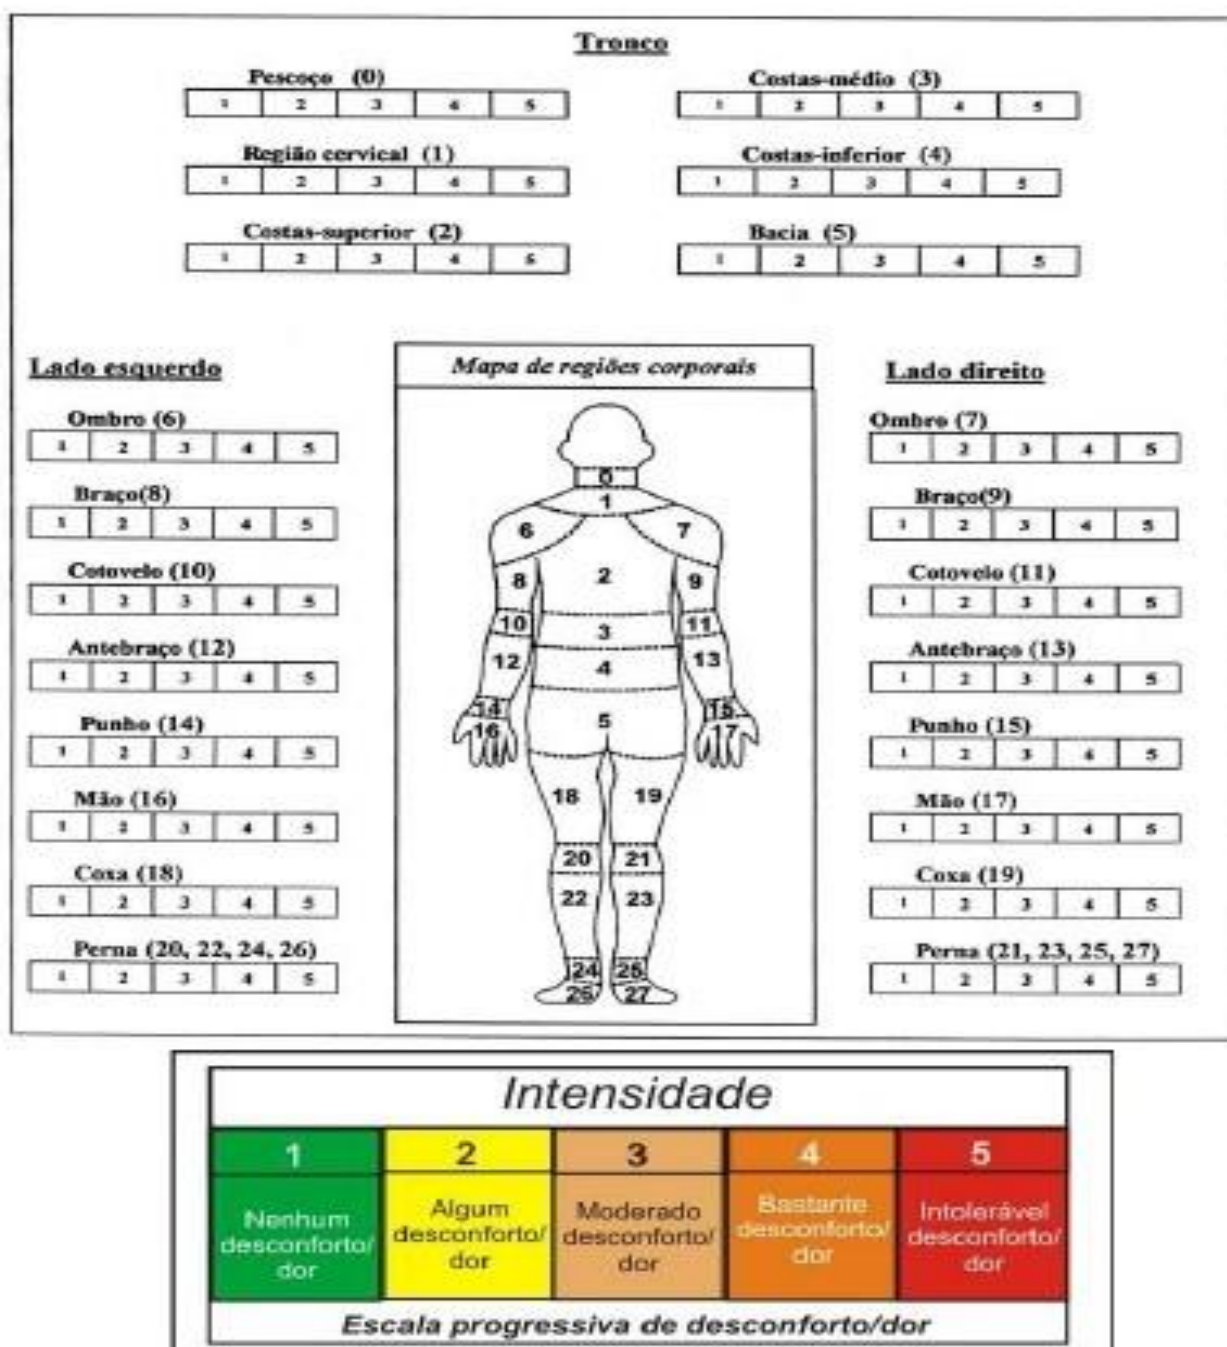 Tronco
Pescoço (0)
1 2 3 4 5
Costas-médio (3)
1 2 3 4 5
Região cervical (1)
1 2 3 4 5
Costas-inferior (4)
1 2 3 4 5
Costas-superior (2)
1 2 3 4 5
Bacia (5)
1 2 3 4 5
Lado esquerdo
Ombro (6)
1 2 3 4 5
Braço(8)
1 2 3 4 5
Cotovelo (10)
1 2 3 4 5
Antebraço (12)
1 2 3 4 5
Punho (14)
1 2 3 4 5
Mão (16)
1 2 3 4 5
Coxa (18)
1 2 3 4 5
Perna (20, 22, 24, 26)
1 2 3 4 5
Mapa de regiões corporais
0
1
6 7
2
8 9
10 11
3
12 13
4
14 15
5
16 17
18 19
20 21
22 23
24 25
26 27
Lado direito
Ombro (7)
1 2 3 4 5
Braço(9)
1 2 3 4 5
Cotovelo (11)
1 2 3 4 5
Antebraço (13)
1 2 3 4 5
Punho (15)
1 2 3 4 5
Mão (17)
1 2 3 4 5
Coxa (19)
1 2 3 4 5
Perna (21, 23, 25, 27)
1 2 3 4 5
Intensidade
1
Nenhum
desconforto/
dor
2
Algum
desconforto/
dor
3
Moderado
desconforto/
dor
4
Bastante
desconforto/
dor
5
Intolerável
desconforto/
dor
Escala progressiva de desconforto/dor